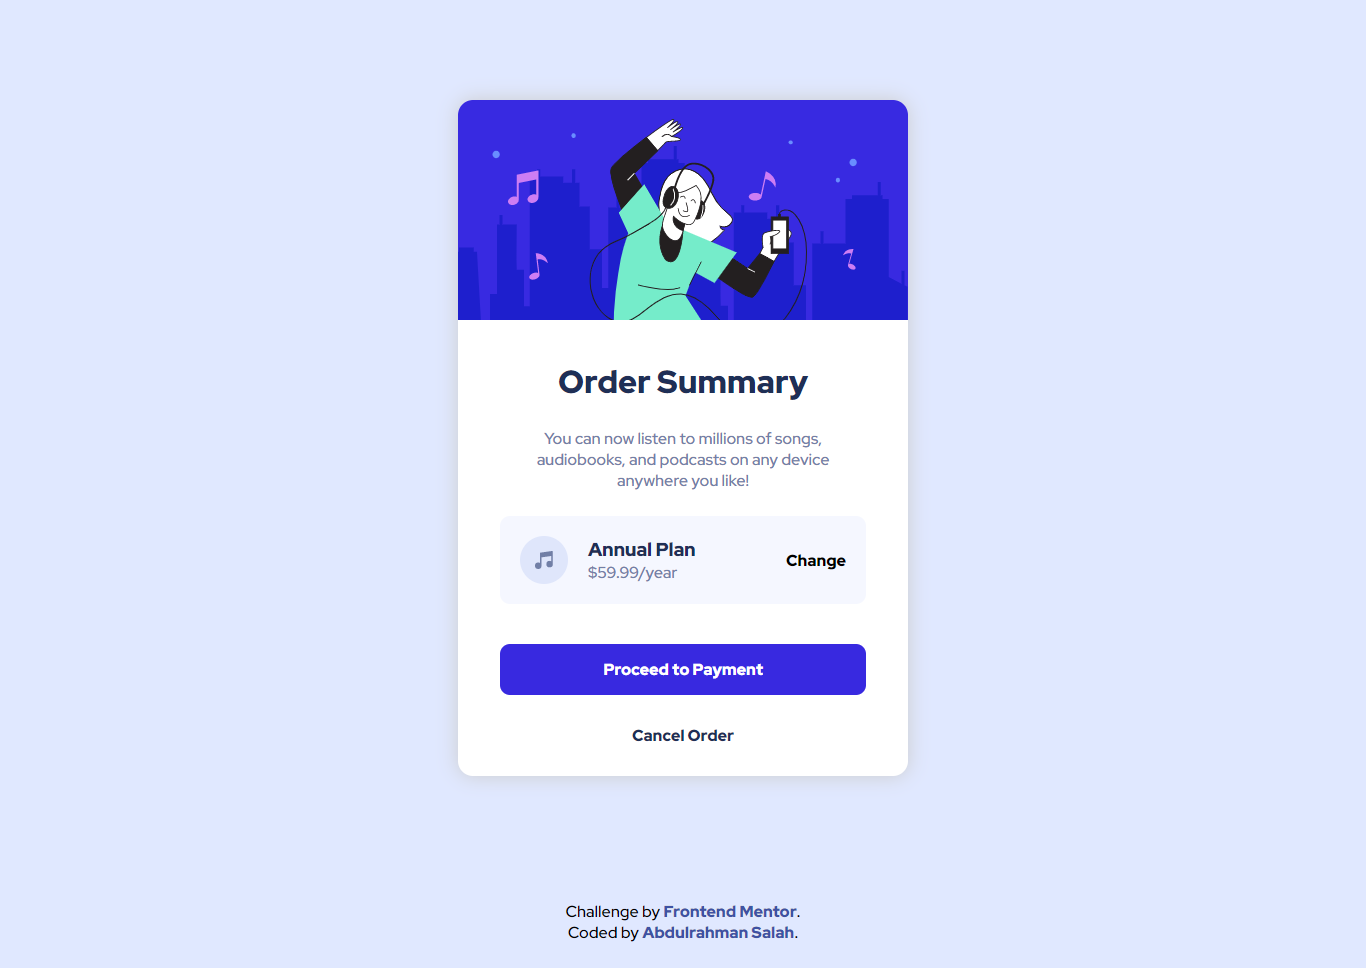 Order Summary
You can now listen to millions of songs,
audiobooks, and podcasts on any device
anywhere you like!
Annual Plan
$59.99/year
Change
Proceed to Payment
Cancel Order
Challenge by Frontend Mentor.
Coded by Abdulrahman Salah.